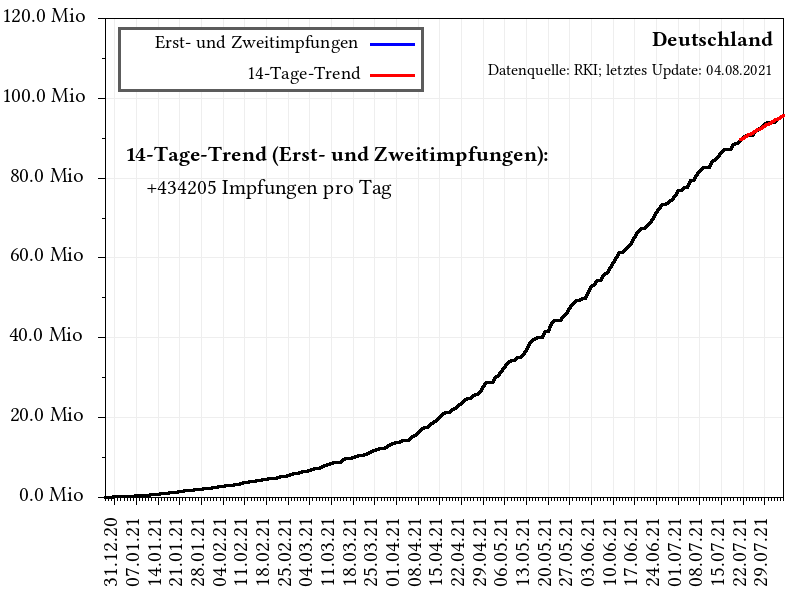 120.0 Mio
100.0 Mio
80.0 Mio
60.0 Mio
40.0 Mio
20.0 Mio
0.0 Mio
Erst- und Zweitimpfungen
14-Tage-Trend
Deutschland
Datenquelle: RKI; letztes Update: 04.08.2021
14-Tage-Trend (Erst- und Zweitimpfungen):
+434205 Impfungen pro Tag
31.12.20
07.01.21
14.01.21
21.01.21
28.01.21
04.02.21
11.02.21
18.02.21
25.02.21
04.03.21
11.03.21
18.03.21
25.03.21
01.04.21
08.04.21
15.04.21
22.04.21
29.04.21
06.05.21
13.05.21
20.05.21
27.05.21
03.06.21
10.06.21
17.06.21
24.06.21
01.07.21
08.07.21
15.07.21
22.07.21
29.07.21